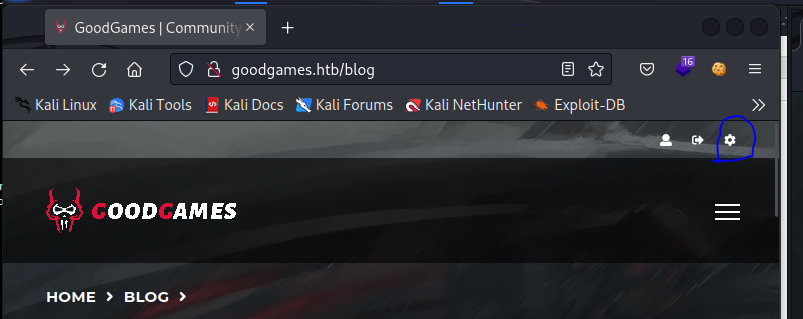 GoodGames | Community
goodgames.htb/blog
16
Kali Linux Kali Tools Kali Docs Kali Forums Kali NetHunter Exploit-DB
GOODGAMES
HOME > BLOG >